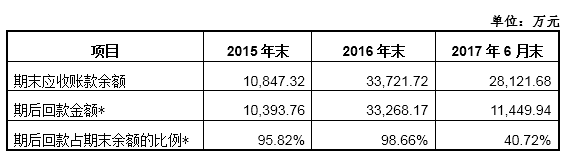 单位：万元
项目 2015 年末 2016 年末 2017 年 6 月末
期末应收账款余额 10,847.32 33,721.72 28,121.68
期后回款金额* 10,393.76 33,268.17 11,449.94
期后回款占期末余额的比例* 95.82% 98.66% 40.72%